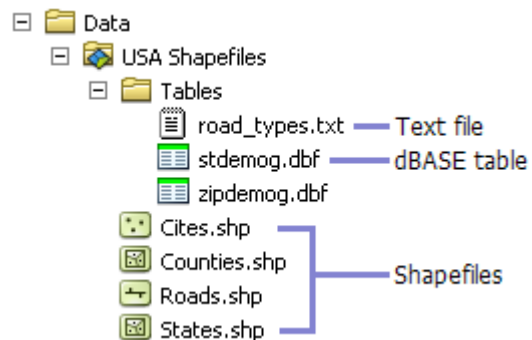 Data
USA Shapefiles
Tables
road_types.txt Text file
stdemog.dbf dBASE table
zipdemog.dbf
Cites.shp
Counties.shp
Shapefiles
Roads.shp
States.shp